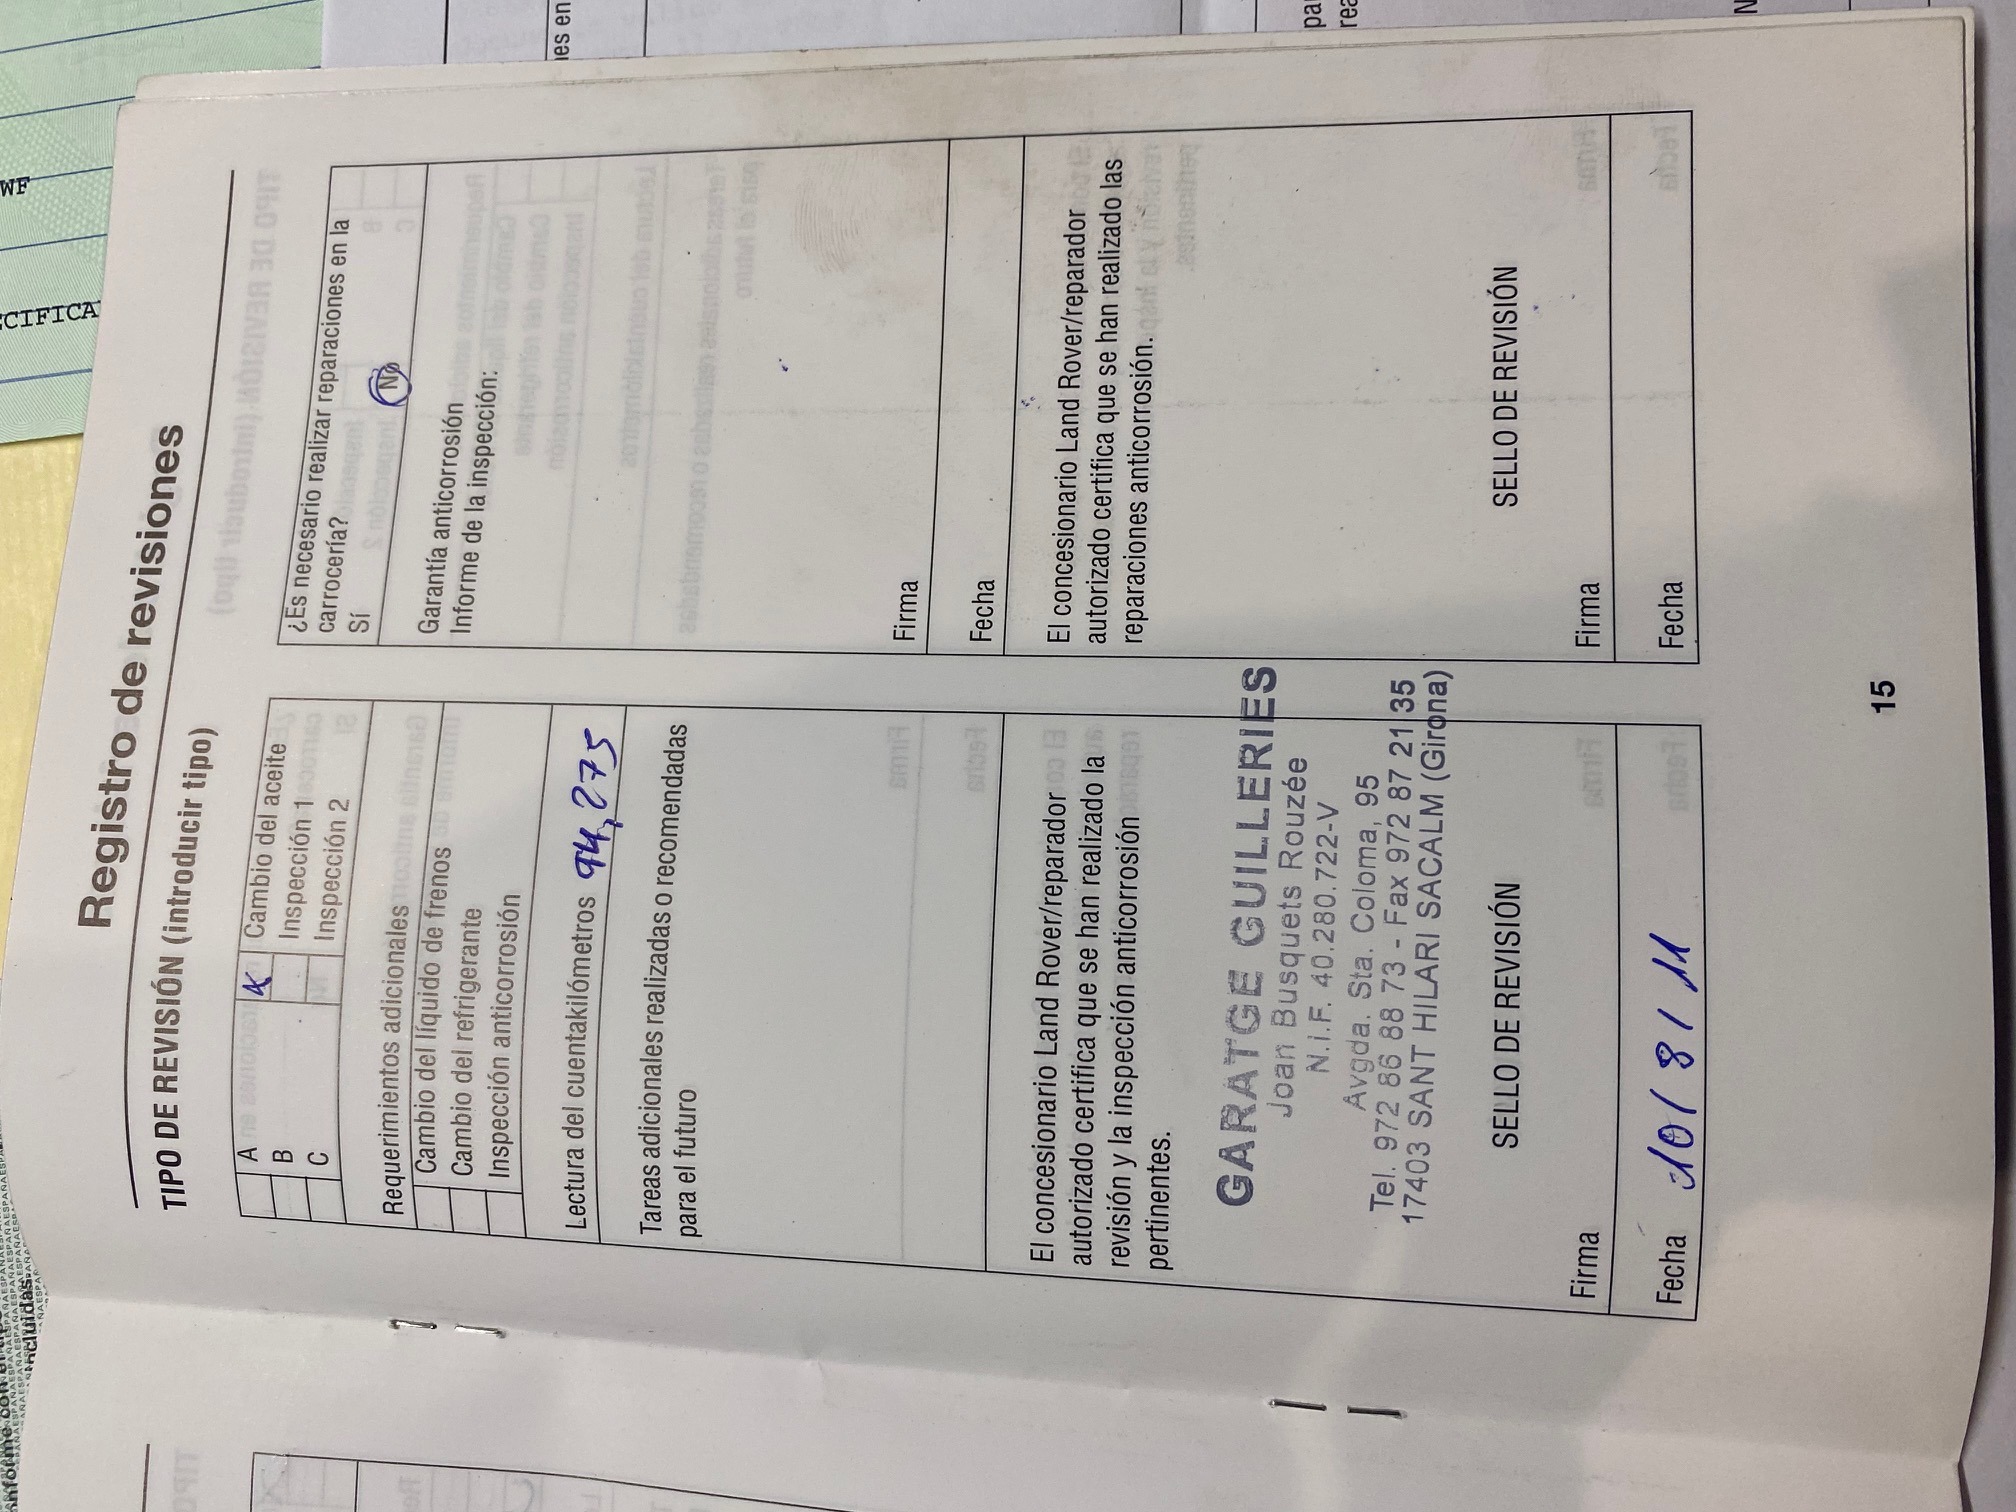 Registro de revisiones
TIPO DE REVISIÓN (introducir tipo)
A Cambio del aceite
B Inspección 1
C Inspección 2
Requerimientos adicionales
Cambio del líquido de frenos
Cambio del refrigerante
Inspección anticorrosión
Lectura del cuentakilómetros 94,275
Tareas adicionales realizadas o recomendadas
para el futuro
El concesionario Land Rover/reparador
autorizado certifica que se han realizado la
revisión y la inspección anticorrosión
pertinentes.
GARATGE GUILLERIES
Joan Busquets Rouzée
N.i.F. 40.280.722-V
Avgda. Sta. Coloma, 95
Tel. 972 86 88 73 - Fax 972 87 21 35
17403 SANT HILARI SACALM (Girona)
SELLO DE REVISIÓN
Firma
Fecha 10/8/11
¿Es necesario realizar reparaciones en la
carrocería?
Sí No
Garantía anticorrosión
Informe de la inspección:
Firma
Fecha
El concesionario Land Rover/reparador
autorizado certifica que se han realizado las
reparaciones anticorrosión.
SELLO DE REVISIÓN
Firma
Fecha
15
WF